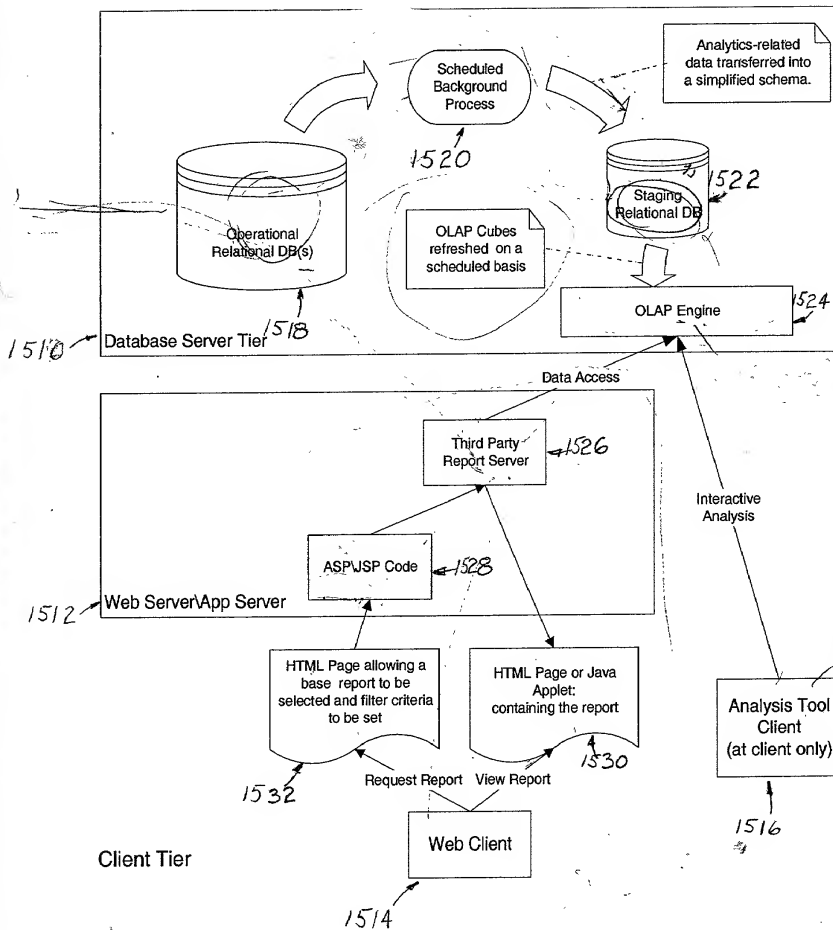 Scheduled
Background
Process
1520
Analytics-related
data transferred into
a simplified schema.
Operational
Relational DB(s)
1518
Staging
Relational DB
1522
OLAP Cubes
refreshed on a
scheduled basis
OLAP Engine
1524
1510
Database Server Tier
Data Access
Third Party
Report Server
1526
Interactive
Analysis
ASP\JSP Code
1528
1512
Web Server\App Server
HTML Page allowing a
base report to be
selected and filter criteria
to be set
1532
HTML Page or Java
Applet:
containing the report
1530
Analysis Tool
Client
(at client only)
1516
Request Report
View Report
Web Client
1514
Client Tier